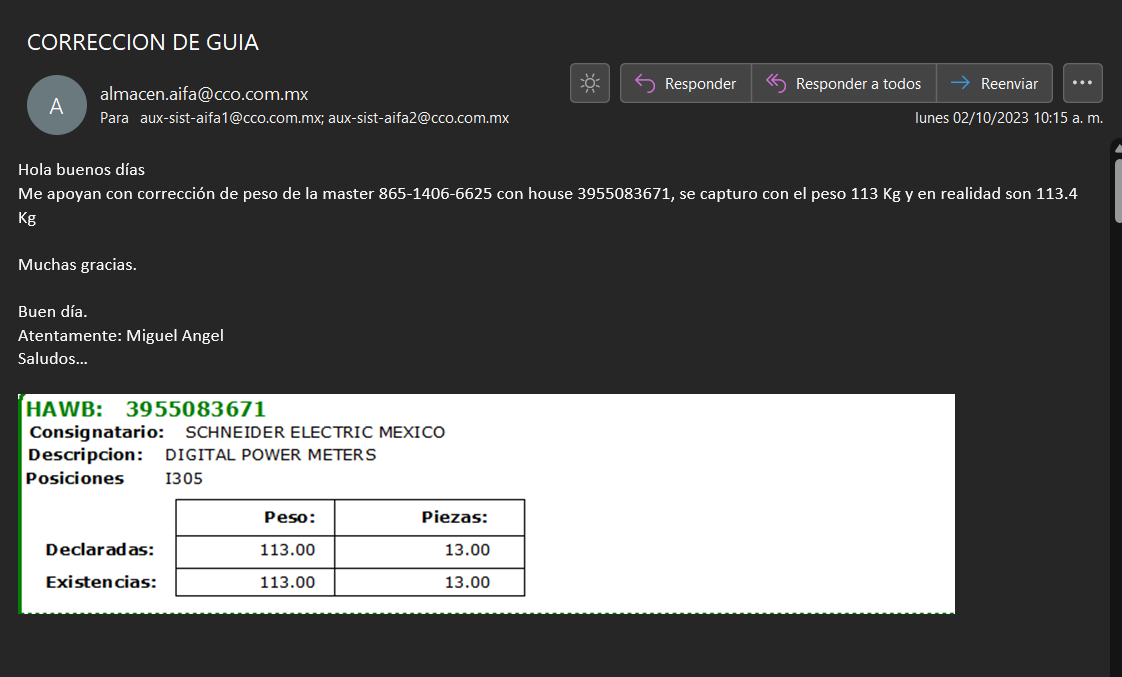 CORRECCION DE GUIA
A
almacen.aifa@cco.com.mx
Para aux-sist-aifa1@cco.com.mx; aux-sist-aifa2@cco.com.mx
Responder
Responder a todos
Reenviar
lunes 02/10/2023 10:15 a. m.
Hola buenos días
Me apoyan con corrección de peso de la master 865-1406-6625 con house 3955083671, se capturo con el peso 113 Kg y en realidad son 113.4
Kg
Muchas gracias.
Buen día.
Atentamente: Miguel Angel
Saludos...
HAWB: 3955083671
Consignatario: SCHNEIDER ELECTRIC MEXICO
Descripcion: DIGITAL POWER METERS
Posiciones I305
Peso: Piezas:
Declaradas: 113.00 13.00
Existencias: 113.00 13.00